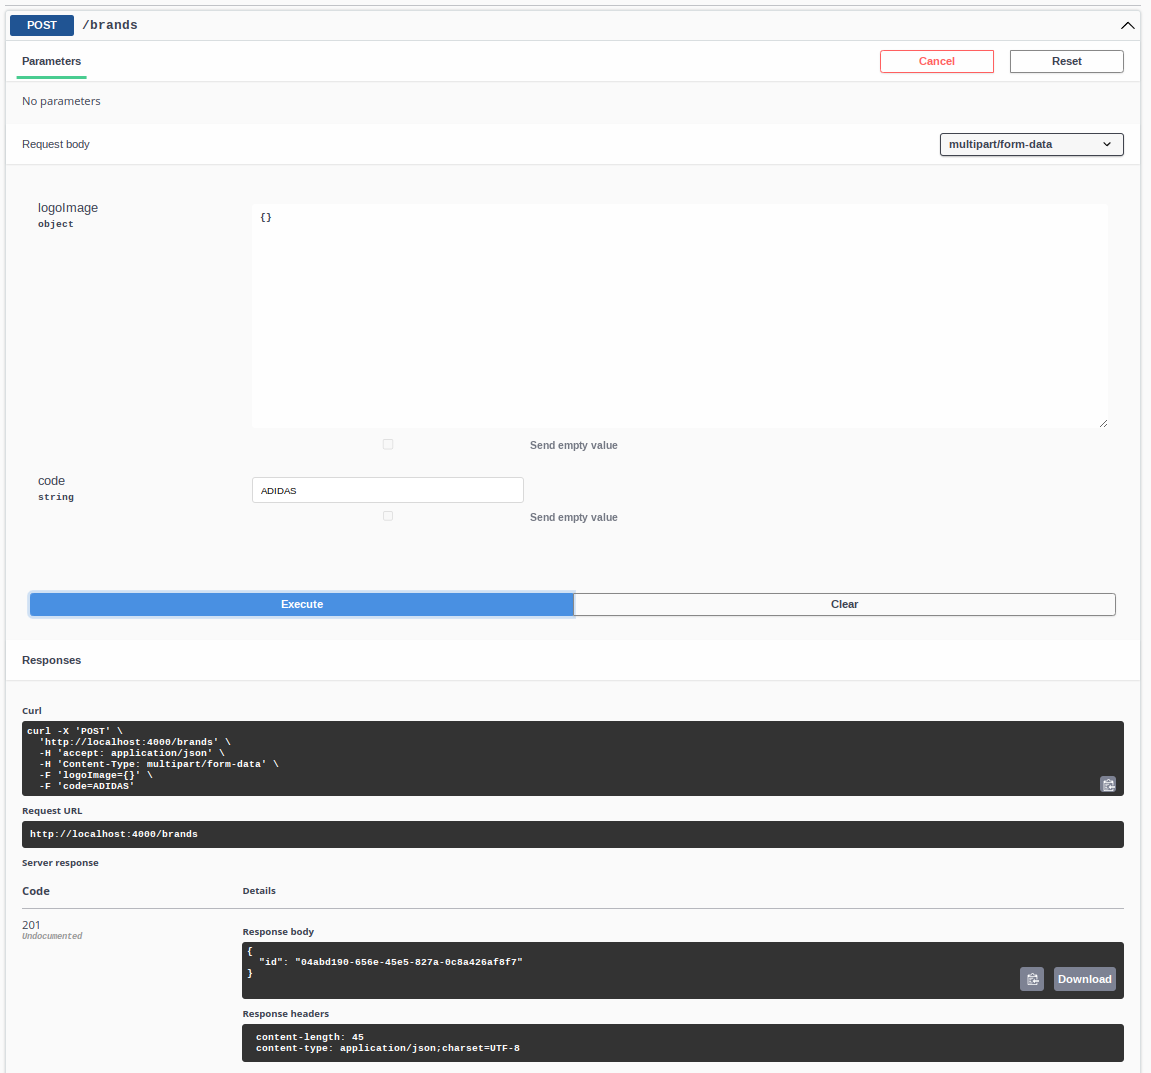 POST /brands
Parameters
Cancel
Reset
No parameters
Request body
multipart/form-data
logoImage
object
{}
Send empty value
code
string
ADIDAS
Send empty value
Execute
Clear
Responses
Curl
curl -X 'POST' \
  'http://localhost:4000/brands' \
  -H 'accept: application/json' \
  -H 'Content-Type: multipart/form-data' \
  -F 'logoImage={}' \
  -F 'code=ADIDAS'
Request URL
http://localhost:4000/brands
Server response
Code Details
201
Undocumented
Response body
{
  "id": "04abd190-656e-45e5-827a-0c8a426af8f7"
}
Download
Response headers
content-length: 45
content-type: application/json;charset=UTF-8